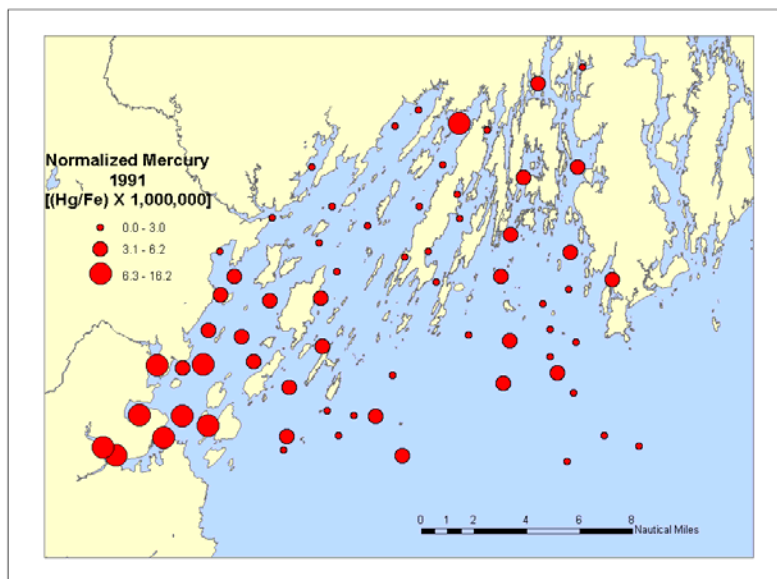 Normalized Mercury
1991
[(Hg/Fe) X 1,000,000]
0.0 - 3.0
3.1 - 6.2
6.3 - 16.2
0 1 2 4 6 8
Nautical Miles